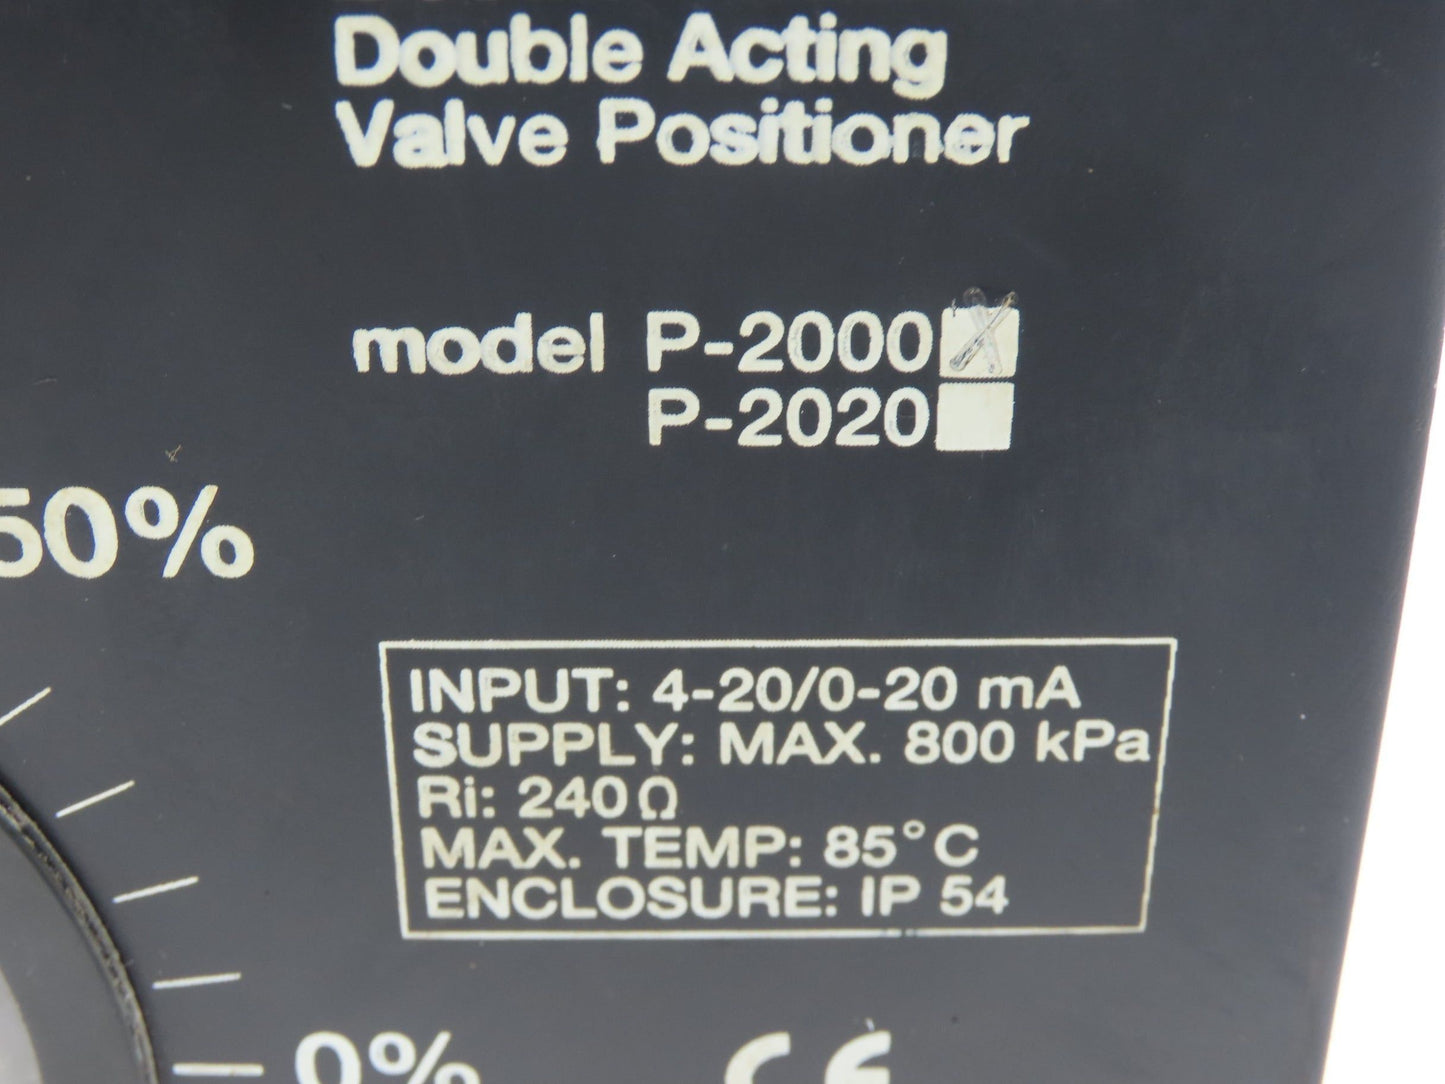 Double Acting
Valve Positioner
model P-2000 X
P-2020
50%
INPUT: 4-20/0-20 mA
SUPPLY: MAX. 800 kPa
Ri: 240Ω
MAX. TEMP: 85°C
ENCLOSURE: IP 54
0%
CE